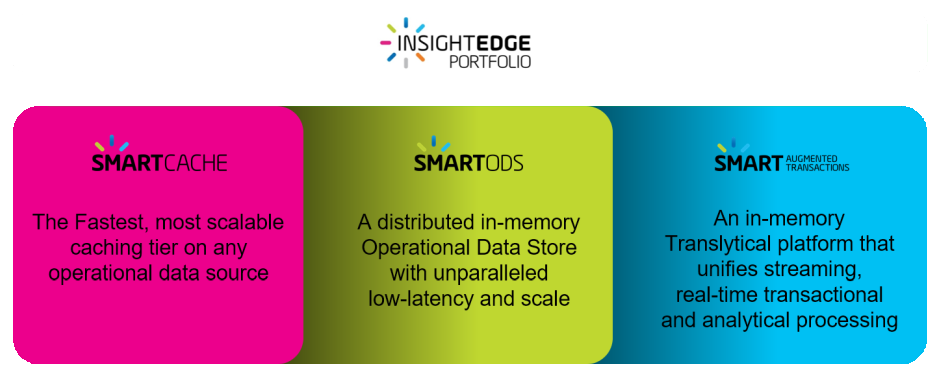 INSIGHTEDGE
PORTFOLIO
SMARTCACHE
The Fastest, most scalable
caching tier on any
operational data source
SMARTODS
A distributed in-memory
Operational Data Store
with unparalleled
low-latency and scale
SMART AUGMENTED
TRANSACTIONS
An in-memory
Translytical platform that
unifies streaming,
real-time transactional
and analytical processing